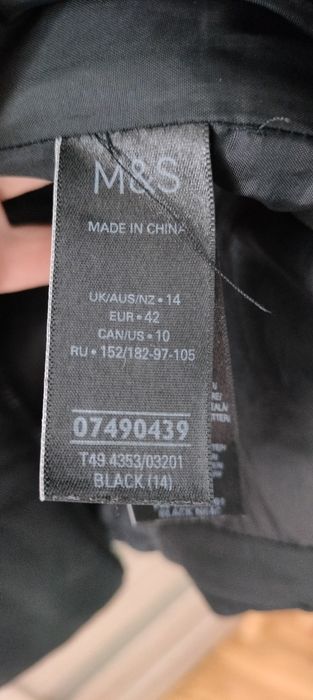 M&S
MADE IN CHINA
UK/AUS/NZ • 14
EUR • 42
CAN/US • 10
RU • 152/182-97-105
07490439
T49 4353/03201
BLACK (14)